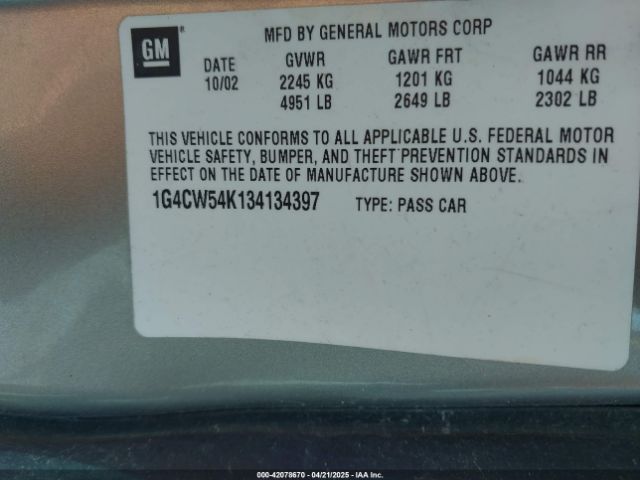 MFD BY GENERAL MOTORS CORP
GM ®
DATE GVWR GAWR FRT GAWR RR
10/02 2245 KG 1201 KG 1044 KG
4951 LB 2649 LB 2302 LB
THIS VEHICLE CONFORMS TO ALL APPLICABLE U.S. FEDERAL MOTOR
VEHICLE SAFETY, BUMPER, AND THEFT PREVENTION STANDARDS IN
EFFECT ON THE DATE OF MANUFACTURE SHOWN ABOVE.
1G4CW54K134134397 TYPE: PASS CAR
000-42078670 - 04/21/2025 - IAA Inc.